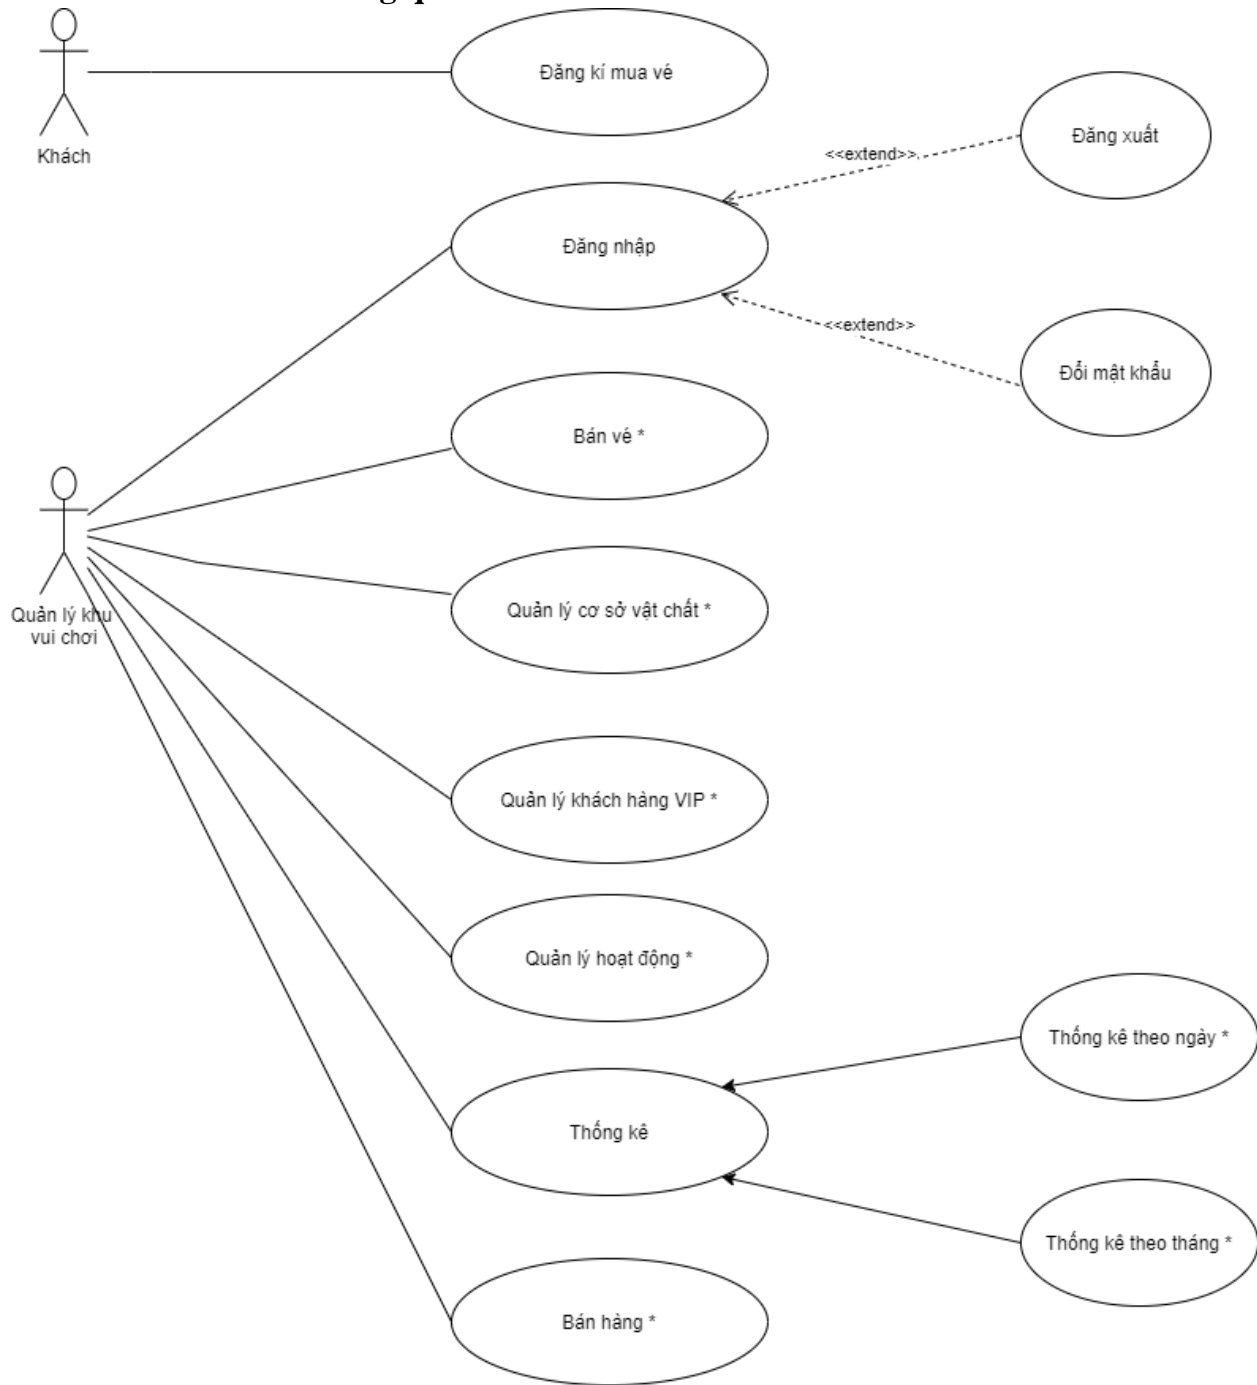 Đăng kí mua vé
Khách
Đăng xuất
<<extend>>
Đăng nhập
<<extend>>
Đổi mật khẩu
Bán vé *
Quản lý khu
vui chơi
Quản lý cơ sở vật chất *
Quản lý khách hàng VIP *
Quản lý hoạt động *
Thống kê theo ngày *
Thống kê
Thống kê theo tháng *
Bán hàng *